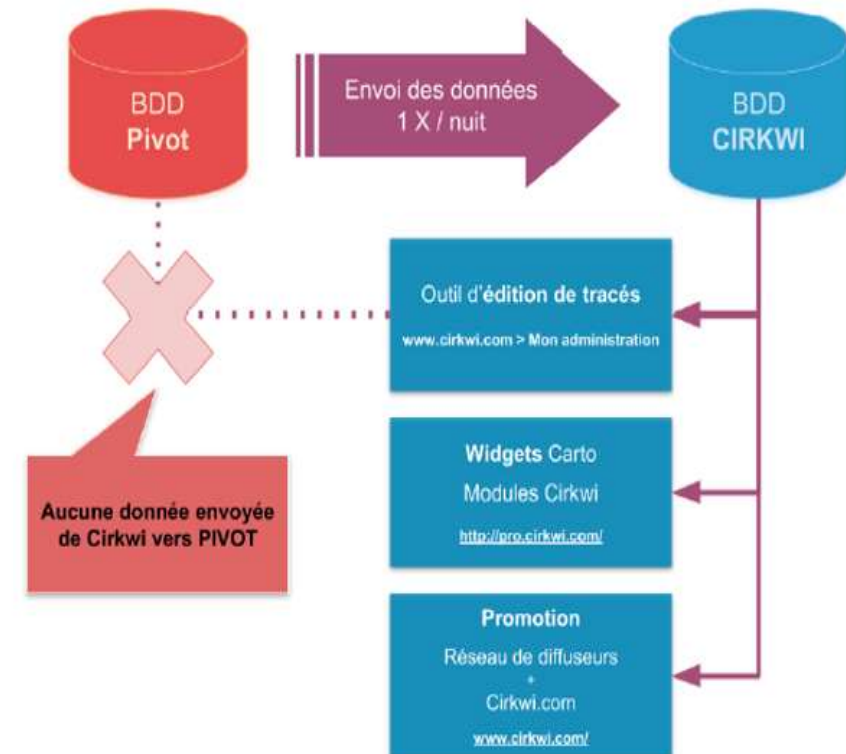 BDD
Pivot
Envoi des données
1 X / nuit
BDD
CIRKWI
Outil d'édition de tracés
www.cirkwi.com > Mon administration
Widgets Carto
Modules Cirkwi
http://pro.cirkwi.com/
Aucune donnée envoyée
de Cirkwi vers PIVOT
Promotion
Réseau de diffuseurs
+
Cirkwi.com
www.cirkwi.com/